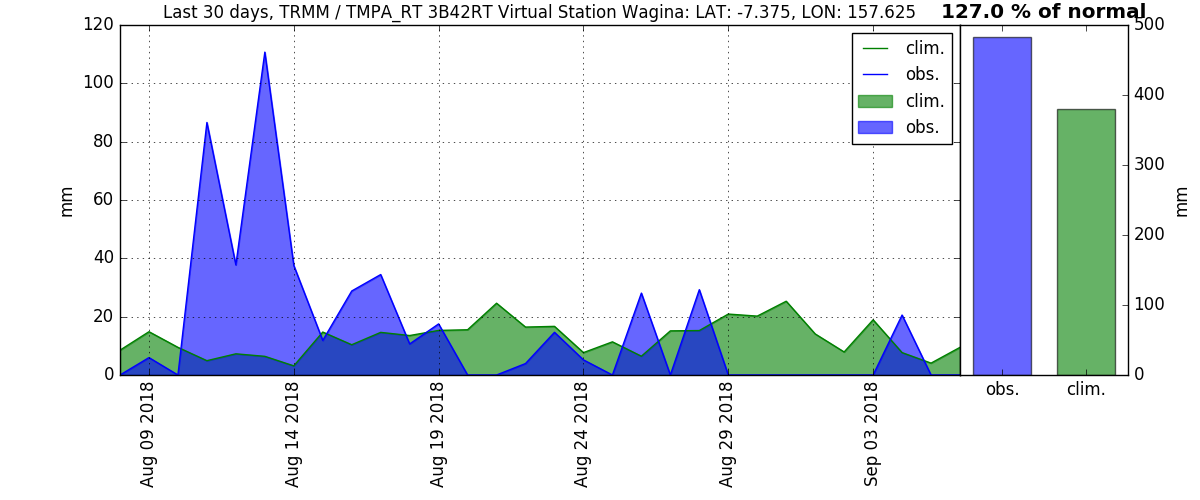 Last 30 days, TRMM / TMPA_RT 3B42RT Virtual Station Wagina: LAT: -7.375, LON: 157.625
127.0 % of normal
120
100
80
60
40
20
0
mm
clim.
obs.
clim.
obs.
Aug 09 2018
Aug 14 2018
Aug 19 2018
Aug 24 2018
Aug 29 2018
Sep 03 2018
500
400
300
200
100
0
mm
obs.
clim.